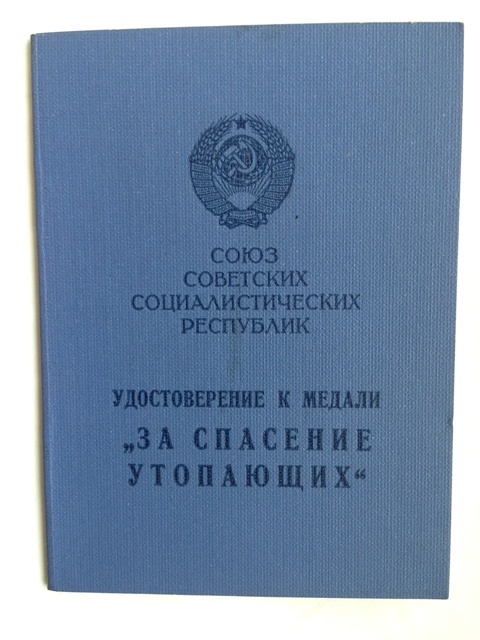 СОЮЗ
СОВЕТСКИХ
СОЦИАЛИСТИЧЕСКИХ
РЕСПУБЛИК
УДОСТОВЕРЕНИЕ К МЕДАЛИ
„ЗА СПАСЕНИЕ
УТОПАЮЩИХ“